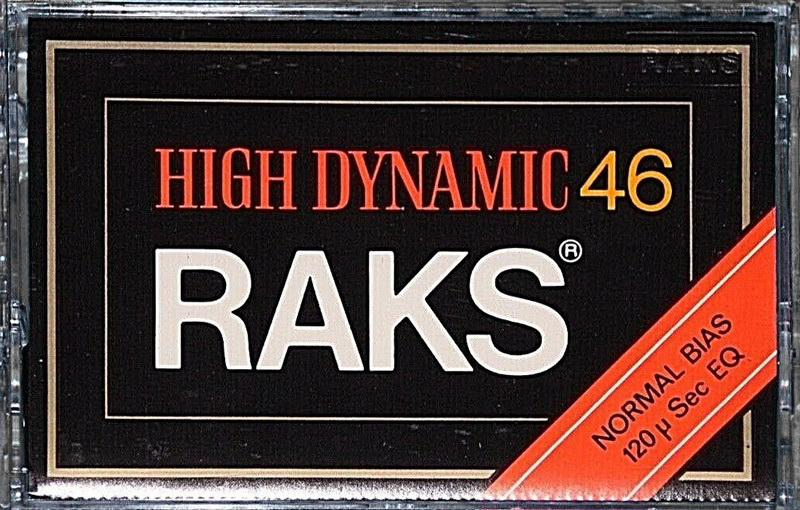 RAKS
HIGH DYNAMIC 46
RAKS®
NORMAL BIAS
120 µ Sec EQ